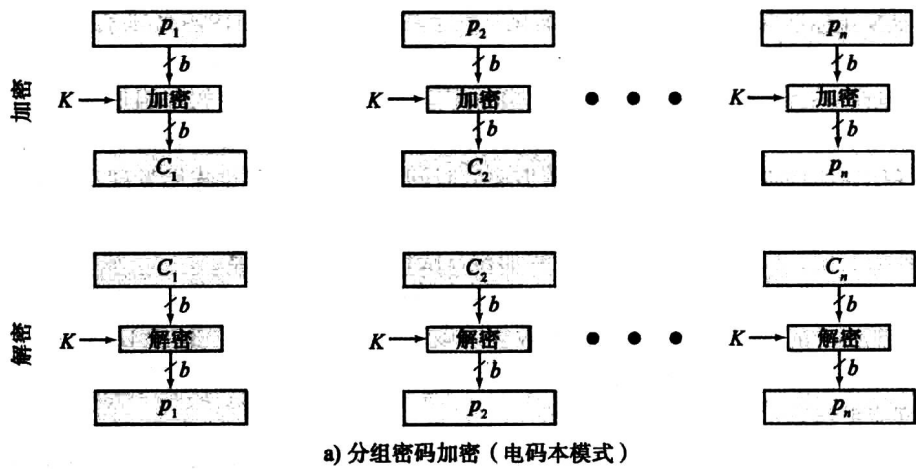 p₁ p₂ pₙ
b b b
加密 K 加密 K 加密 K 加密
b b b
C₁ C₂ pₙ
C₁ C₂ Cₙ
b b b
解密 K 解密 K 解密 K 解密
b b b
p₁ p₂ pₙ
a) 分组密码加密（电码本模式）